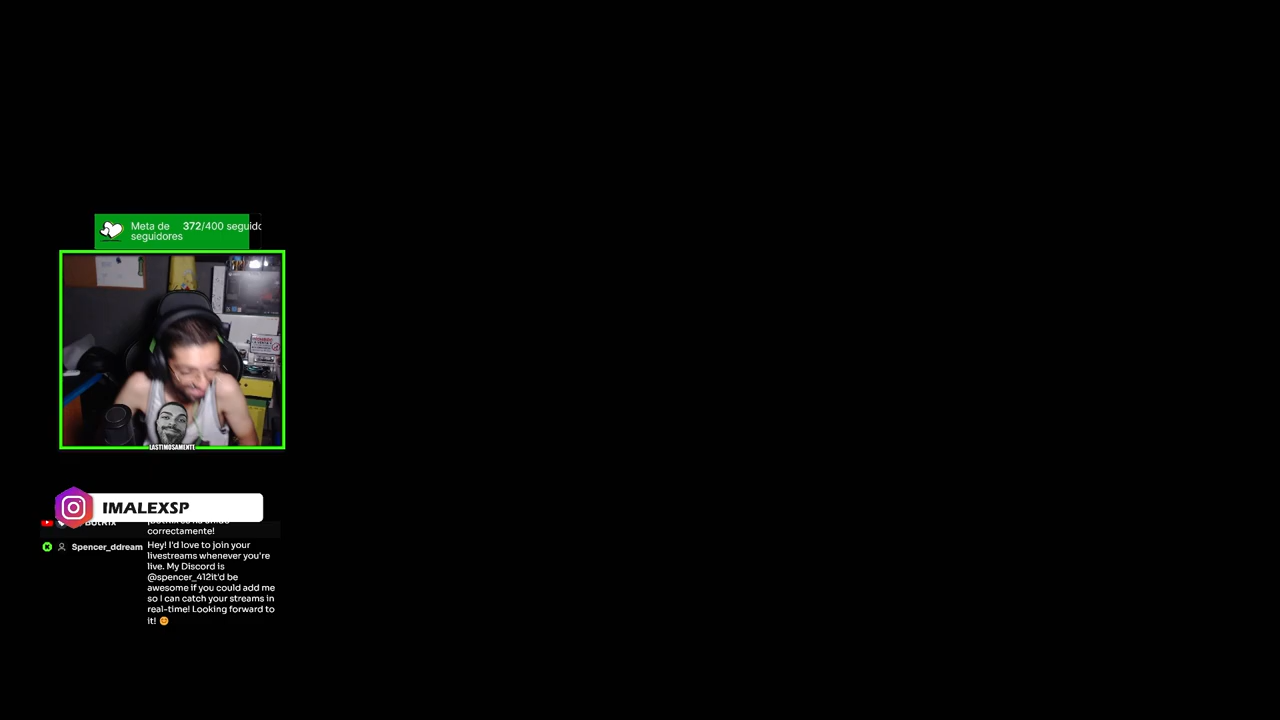 Meta de seguidores
372/400 seguido
LASTIMOSAMENTE
IMALEXSP
BotRix
correctamente!
Spencer_ddream
Hey! I'd love to join your
livestreams whenever you're
live. My Discord is
@spencer_412it'd be
awesome if you could add me
so I can catch your streams in
real-time! Looking forward to
it! 😊